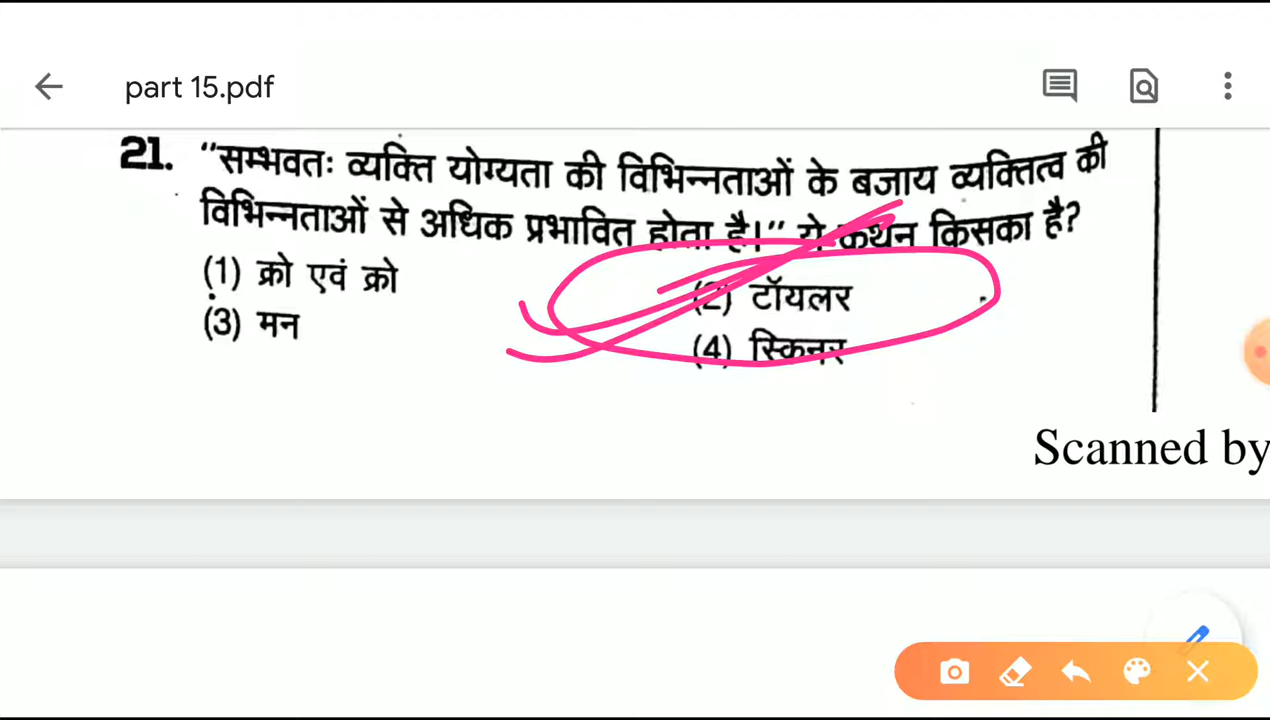 part 15.pdf
21. "सम्भवतः व्यक्ति योग्यता की विभिन्नताओं के बजाय व्यक्तित्व की
विभिन्नताओं से अधिक प्रभावित होता है।" ये कथन किसका है?
(1) क्रो एवं क्रो
(2) टॉयलर
(3) मन
(4) स्किनर
Scanned by